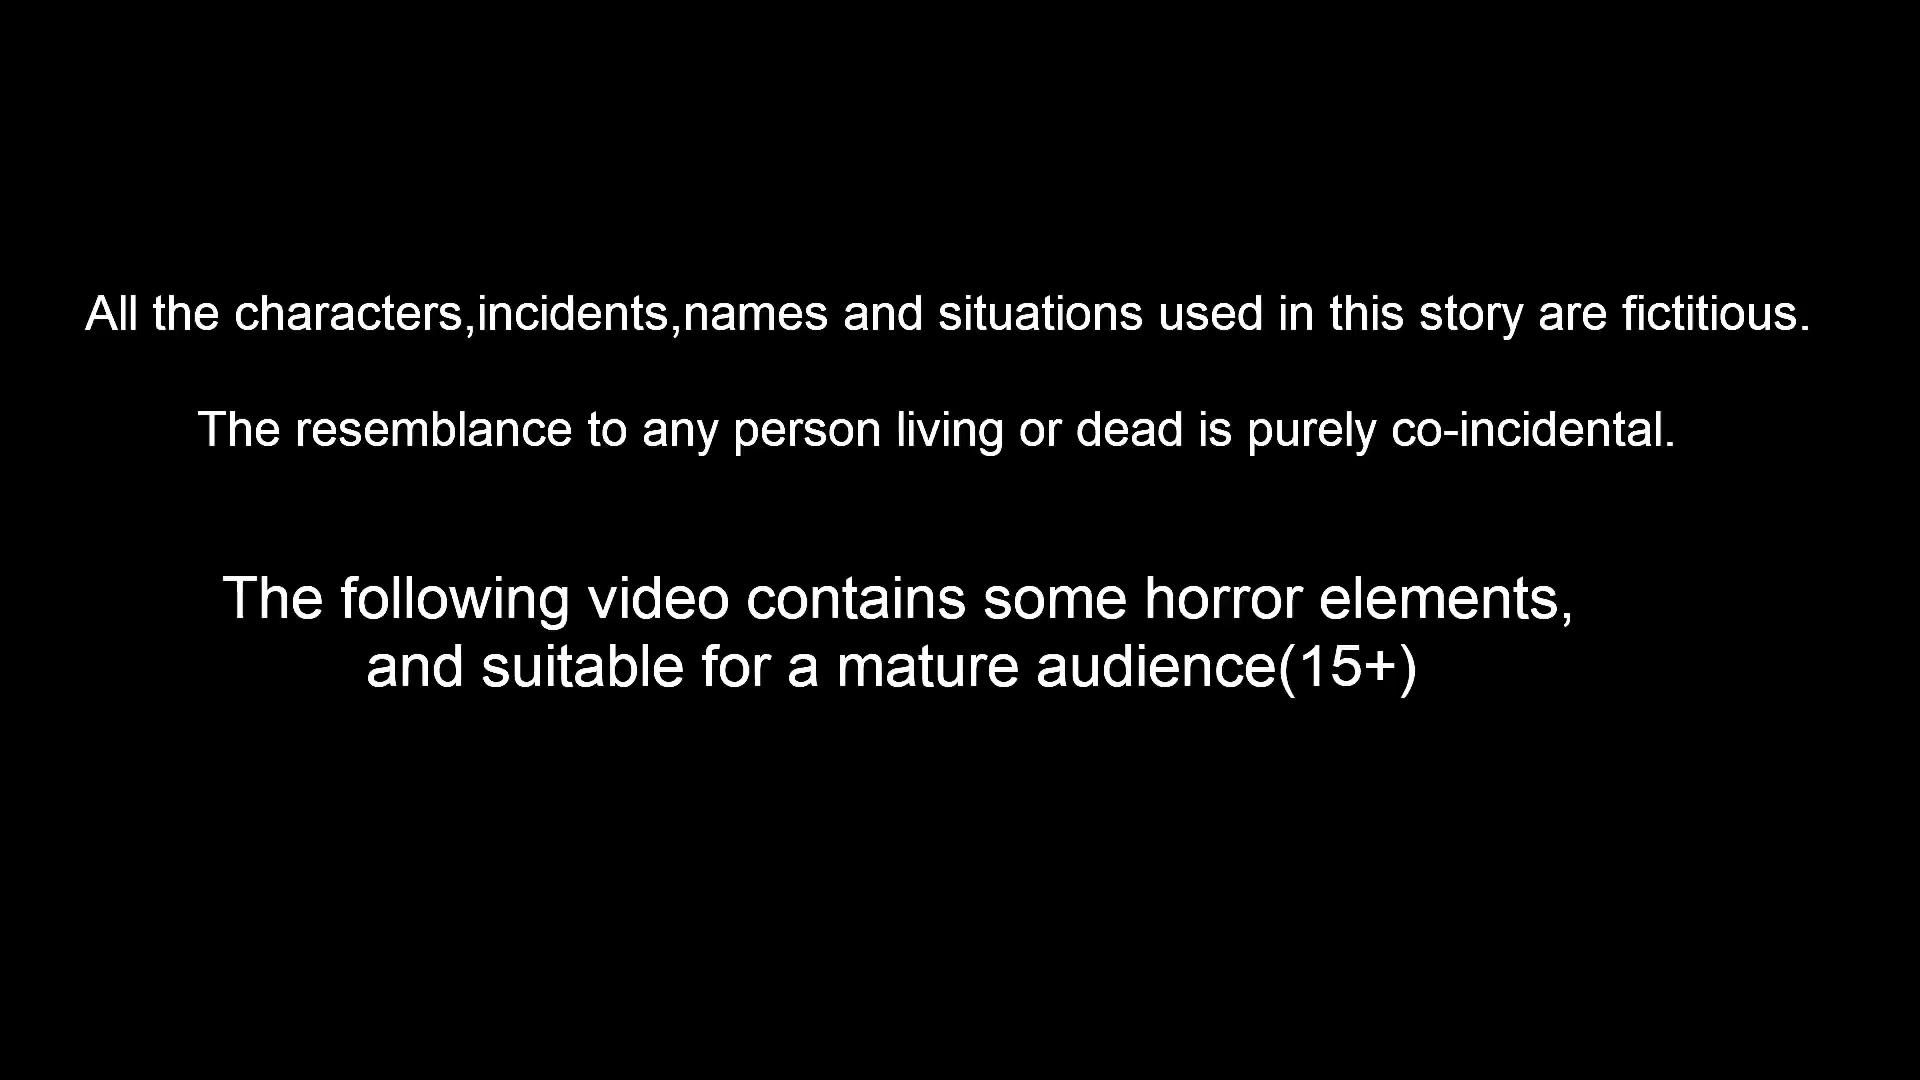 All the characters,incidents,names and situations used in this story are fictitious.
The resemblance to any person living or dead is purely co-incidental.
The following video contains some horror elements,
and suitable for a mature audience(15+)